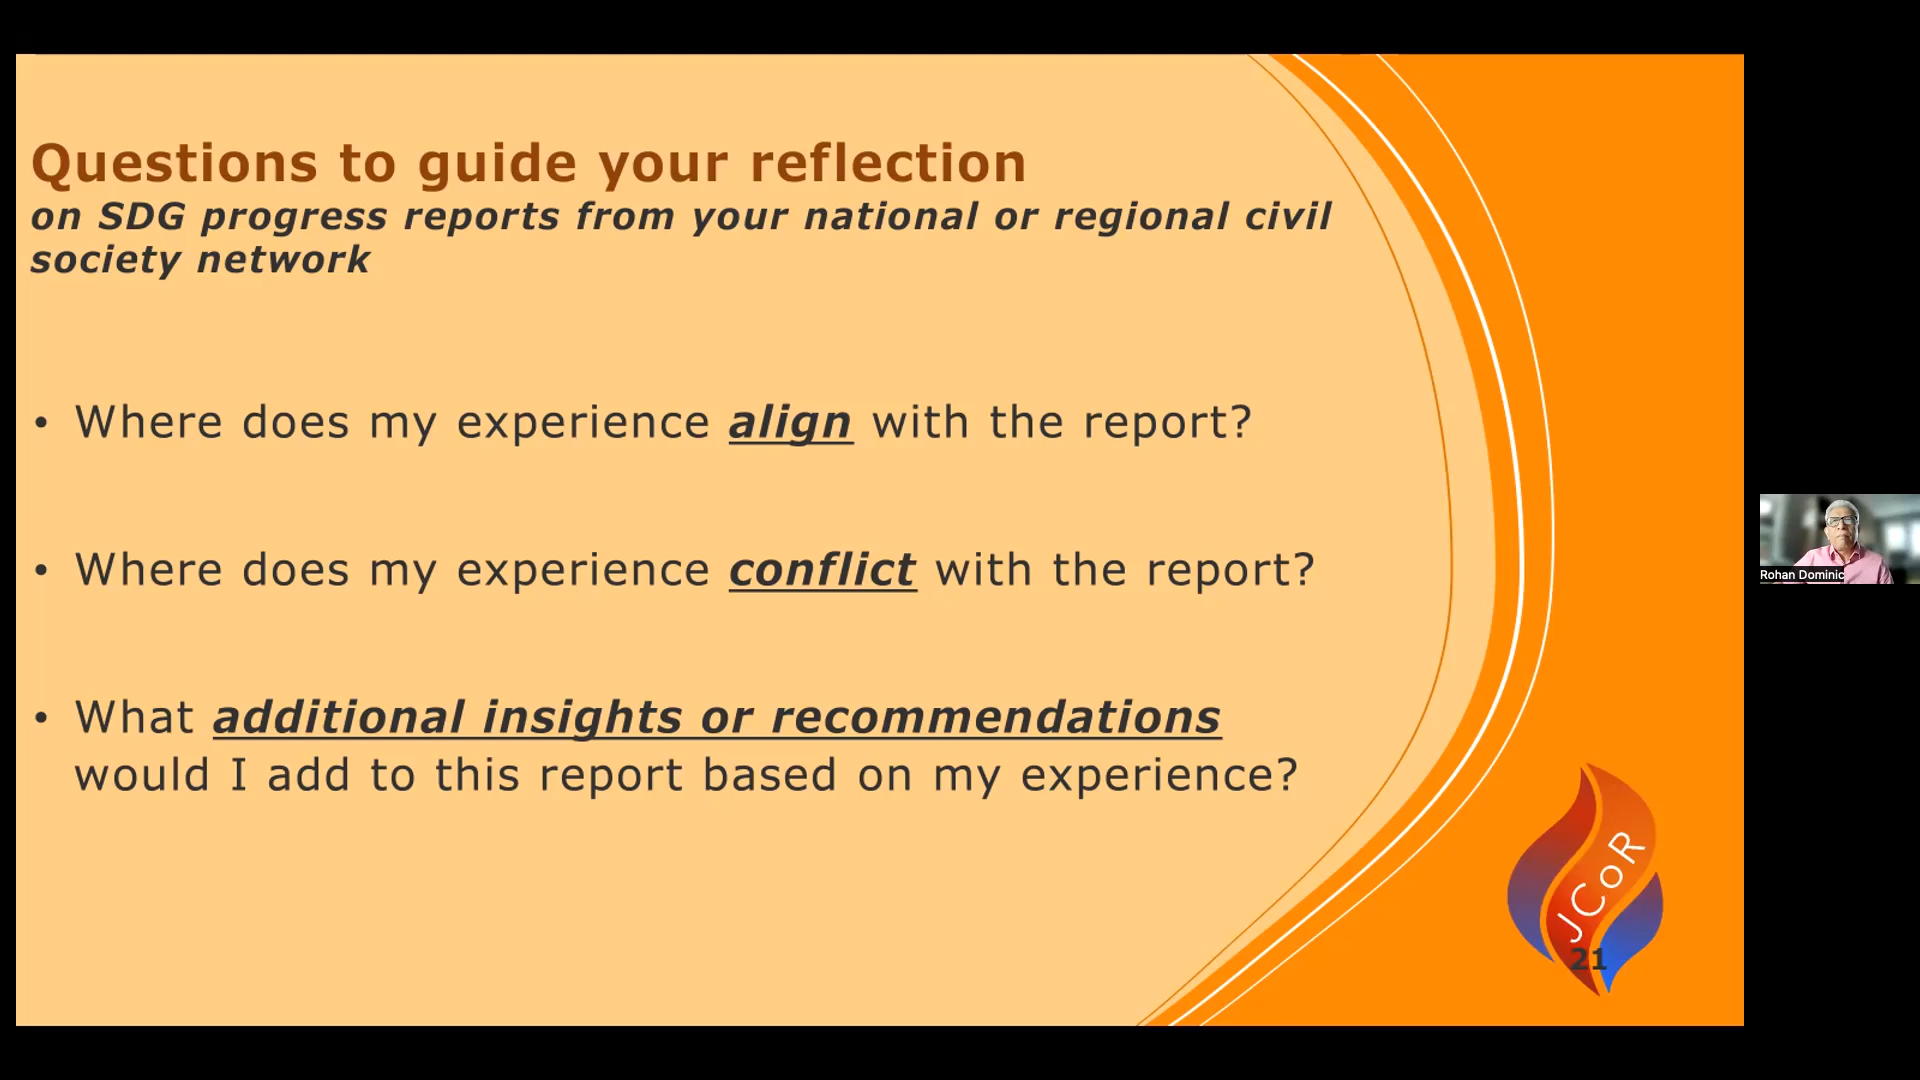 Questions to guide your reflection
on SDG progress reports from your national or regional civil
society network
• Where does my experience align with the report?
• Where does my experience conflict with the report?
• What additional insights or recommendations
would I add to this report based on my experience?
JCoR
21
Rohan Dominic